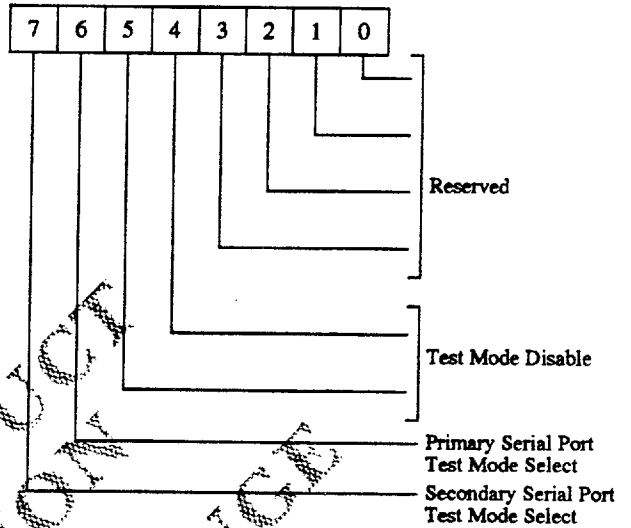 7 6 5 4 3 2 1 0
Reserved
Test Mode Disable
Primary Serial Port
Test Mode Select
Secondary Serial Port
Test Mode Select